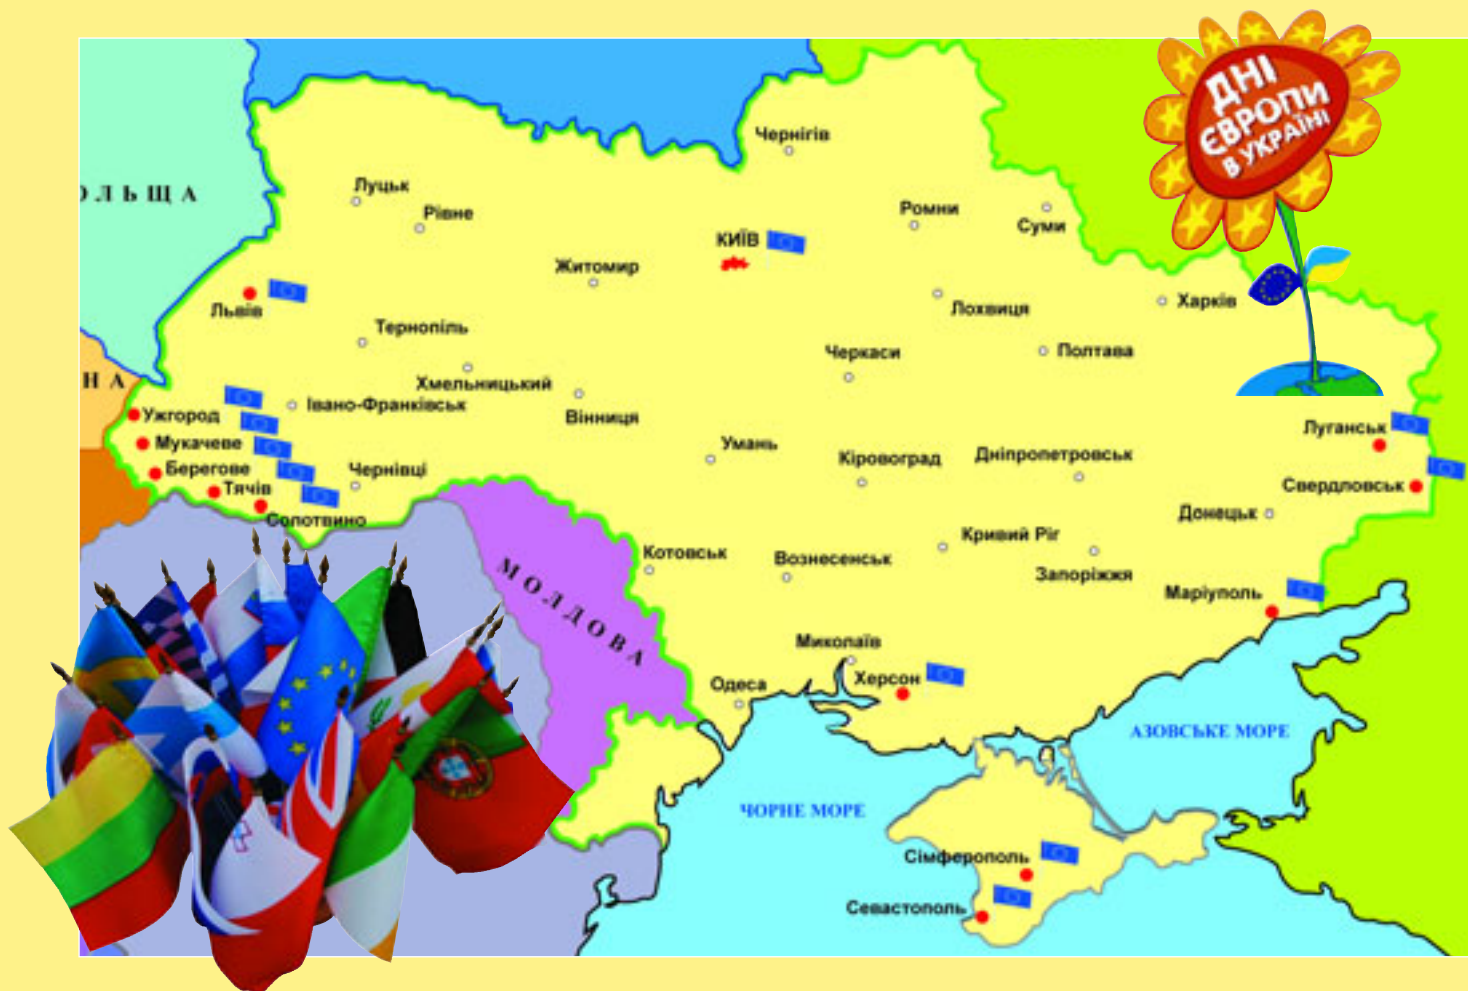 ДНІ
ЄВРОПИ
В УКРАЇНІ
Чернігів
ОЛЬЩА
Луцьк
Рівне
Ромни
Суми
КИЇВ
Житомир
Львів
Лохвиця
Харків
Тернопіль
Черкаси
Полтава
НА
Хмельницький
Івано-Франківськ
Вінниця
Ужгород
Луганськ
Мукачеве
Умань
Кіровоград
Дніпропетровськ
Берегове
Чернівці
Тячів
Свердловськ
Солотвино
Донецьк
Кривий Ріг
Котовськ
Вознесенськ
Запоріжжя
МОЛДОВА
Маріуполь
Миколаїв
Херсон
Одеса
АЗОВСЬКЕ МОРЕ
ЧОРНЕ МОРЕ
Сімферополь
Севастополь